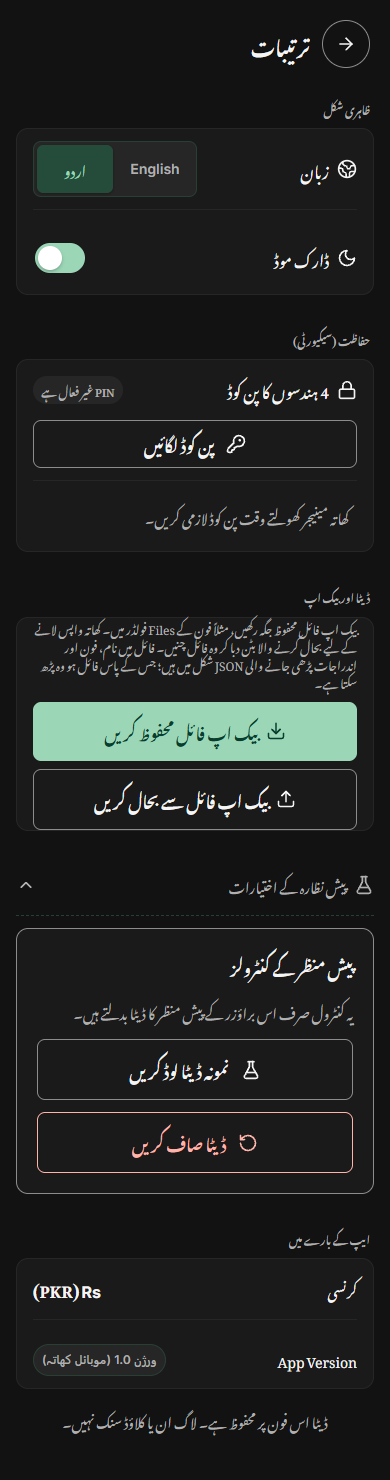 ترتیبات
ظاہری شکل
زبان
English
اردو
ڈارک موڈ
حفاظت (سیکیورٹی)
4 ہندسوں کا پن کوڈ
PIN غیر فعال ہے
پن کوڈ لگائیں
کھاتہ مینیجر کھولتے وقت پن کوڈ لازمی کریں۔
ڈیٹا اور بیک اپ
بیک اپ فائل محفوظ جگہ رکھیں، مثلاً فون کے Files فولڈر میں۔ کھاتہ واپس لانے
کے لیے بحال کرنے والا بٹن دبا کر وہ فائل چنیں۔ فائل میں نام، فون اور
اندراجات پڑھی جانے والی JSON شکل میں ہیں؛ جس کے پاس فائل ہو وہ پڑھ
سکتا ہے۔
بیک اپ فائل محفوظ کریں
بیک اپ فائل سے بحال کریں
پیش نظارہ کے اختیارات
پیش منظر کے کنٹرولز
یہ کنٹرول صرف اس براؤزر کے پیش منظر کا ڈیٹا بدلتے ہیں۔
نمونہ ڈیٹا لوڈ کریں
ڈیٹا صاف کریں
ایپ کے بارے میں
کرنسی
Rs (PKR)
App Version
ورژن 1.0 (موبائل کھاتہ)
ڈیٹا اس فون پر محفوظ ہے۔ لاگ ان یا کلاؤڈ سنک نہیں۔